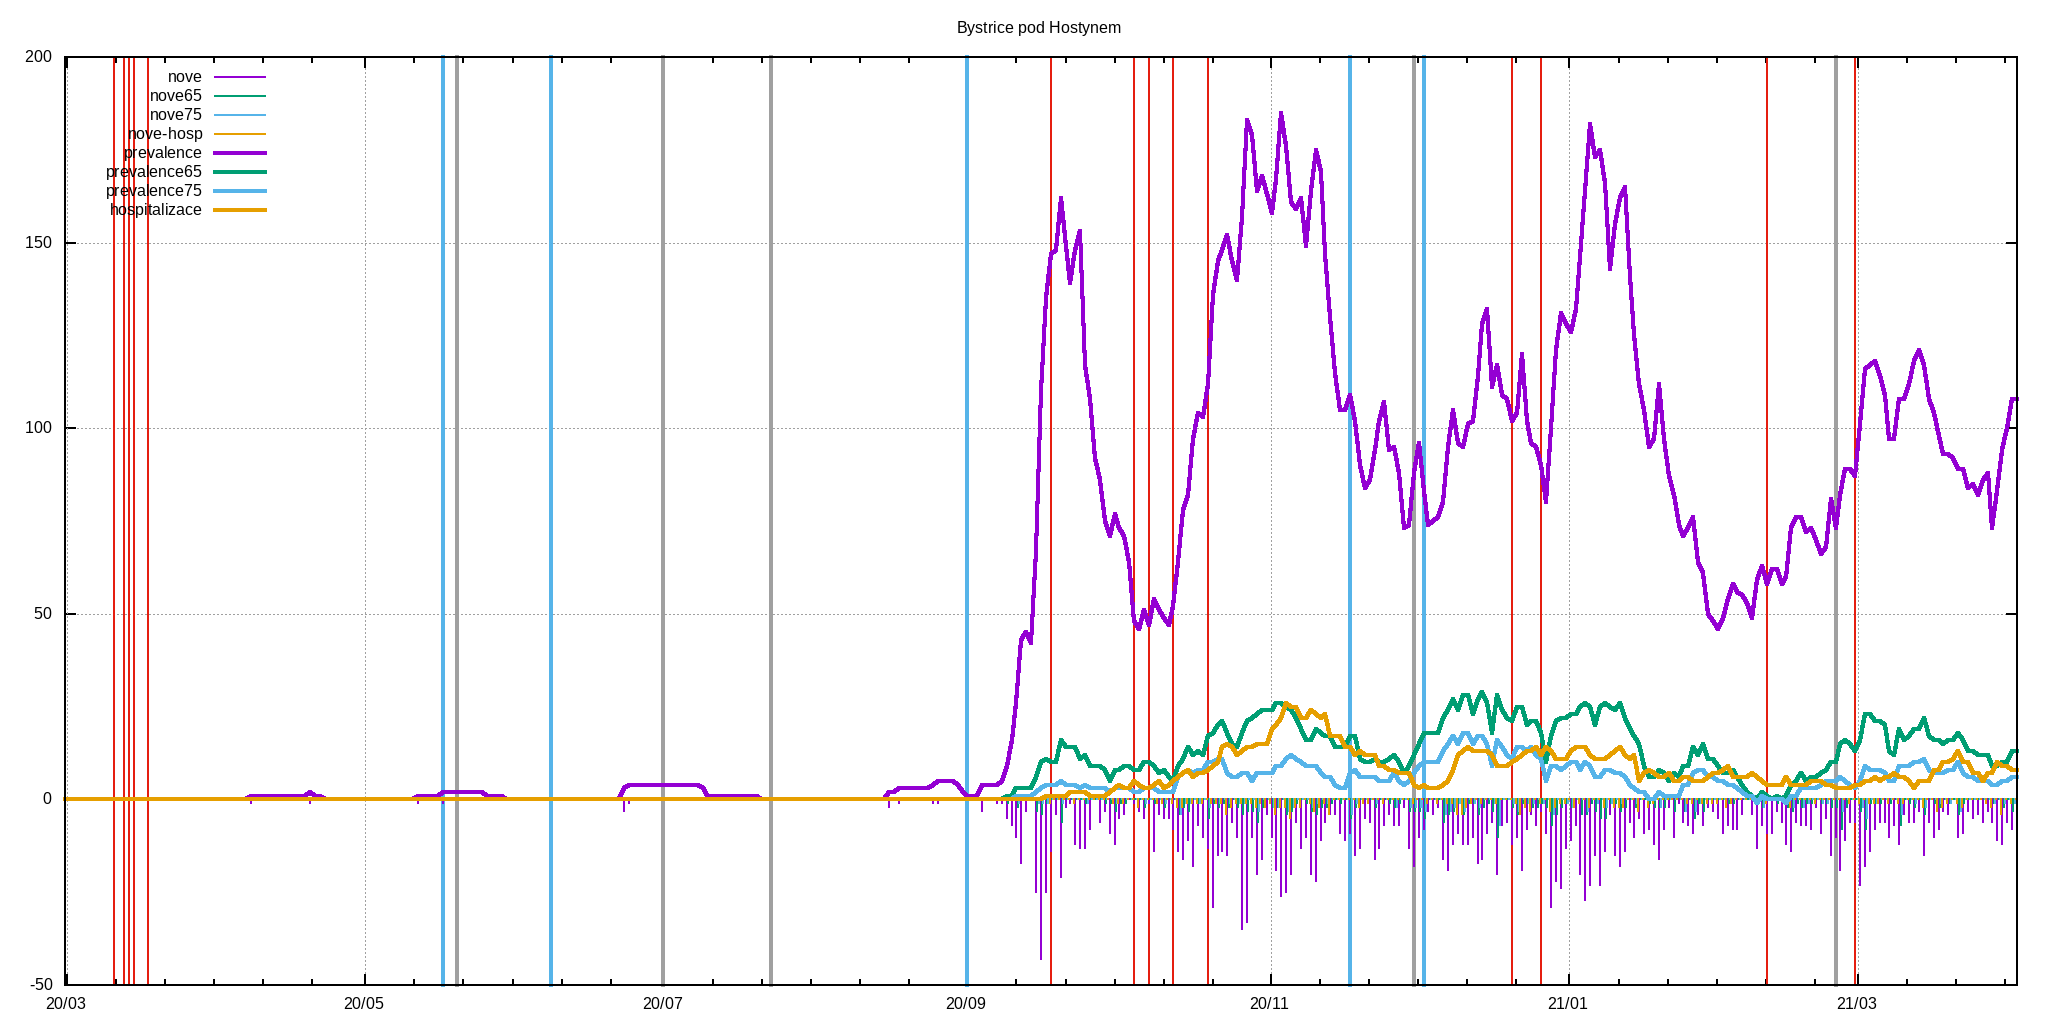 Bystrice pod Hostynem
200
150
100
50
0
-50
nove
nove65
nove75
nove-hosp
prevalence
prevalence65
prevalence75
hospitalizace
20/03
20/05
20/07
20/09
20/11
21/01
21/03